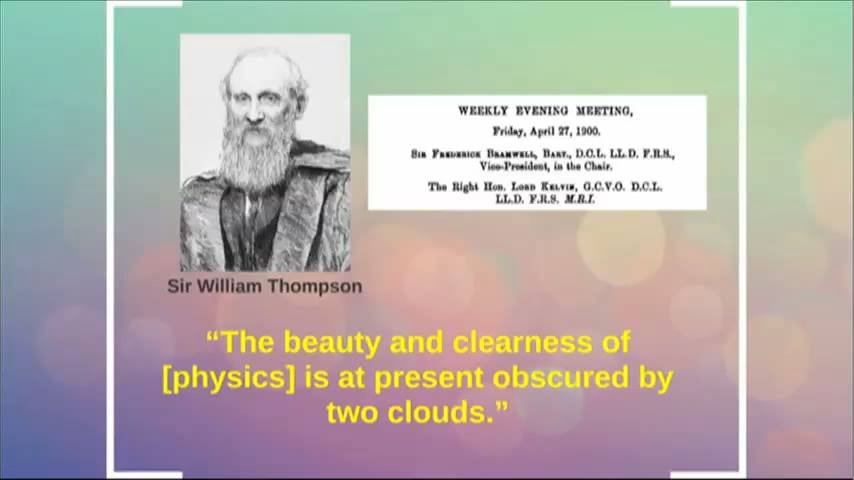 WEEKLY EVENING MEETING,
Friday, April 27, 1900.
SIR FREDERICK BRAMWELL, BART., D.C.L. LL.D. F.R.S.,
Vice-President, in the Chair.
The Right Hon. LORD KELVIN, G.C.V.O. D.C.L.
LL.D. F.R.S. M.R.I.
Sir William Thompson
“The beauty and clearness of
[physics] is at present obscured by
two clouds.”